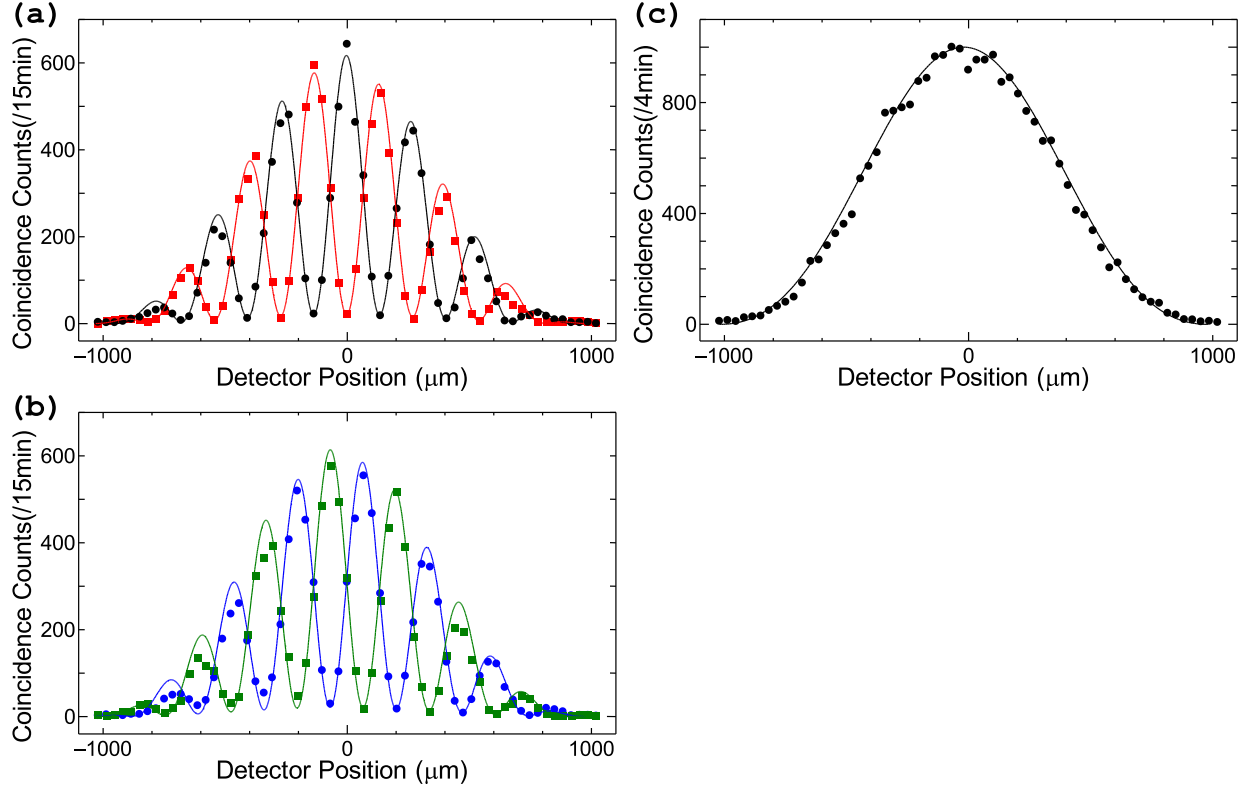 (a)
Coincidence Counts(/15min)
600
400
200
0
−1000
0
1000
Detector Position (μm)
(c)
Coincidence Counts(/4min)
800
400
0
−1000
0
1000
Detector Position (μm)
(b)
Coincidence Counts(/15min)
600
400
200
0
−1000
0
1000
Detector Position (μm)